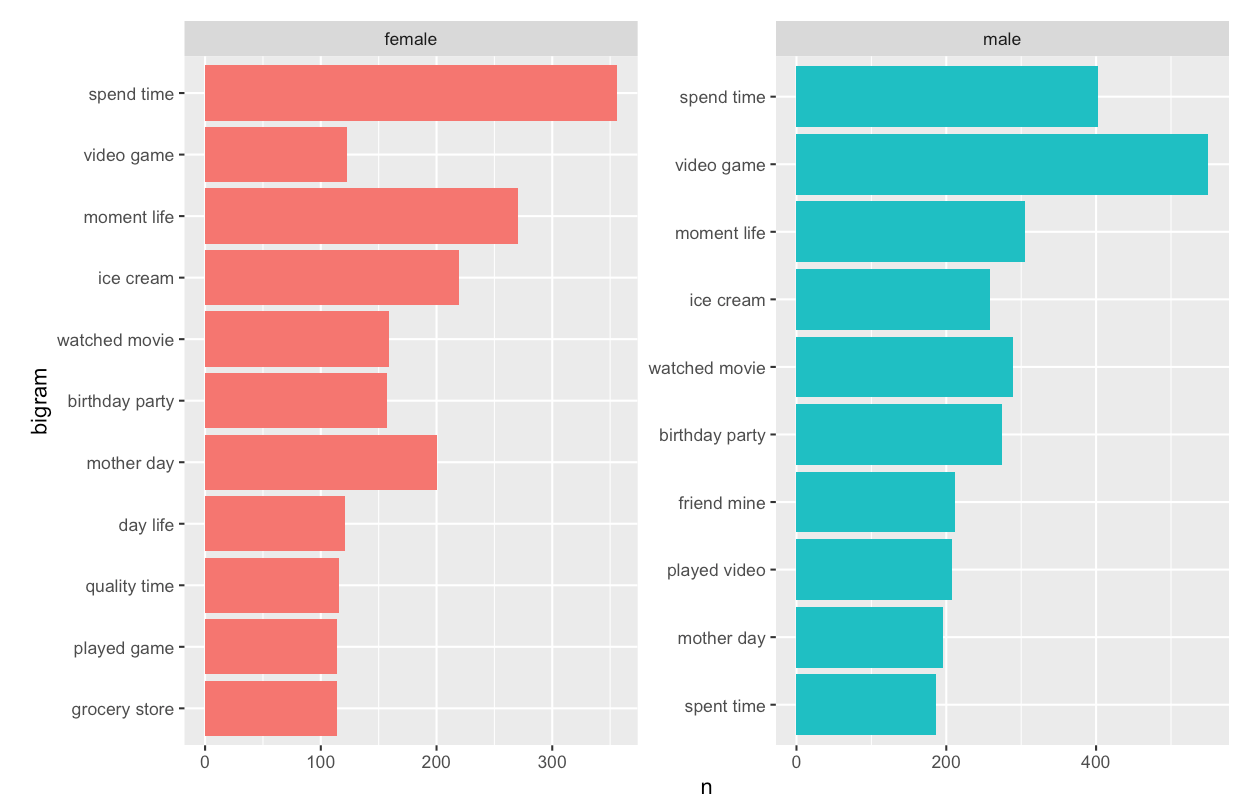 female
male
spend time
video game
moment life
ice cream
watched movie
birthday party
mother day
day life
quality time
played game
grocery store
0 100 200 300
spend time
video game
moment life
ice cream
watched movie
birthday party
friend mine
played video
mother day
spent time
0 200 400
bigram
n